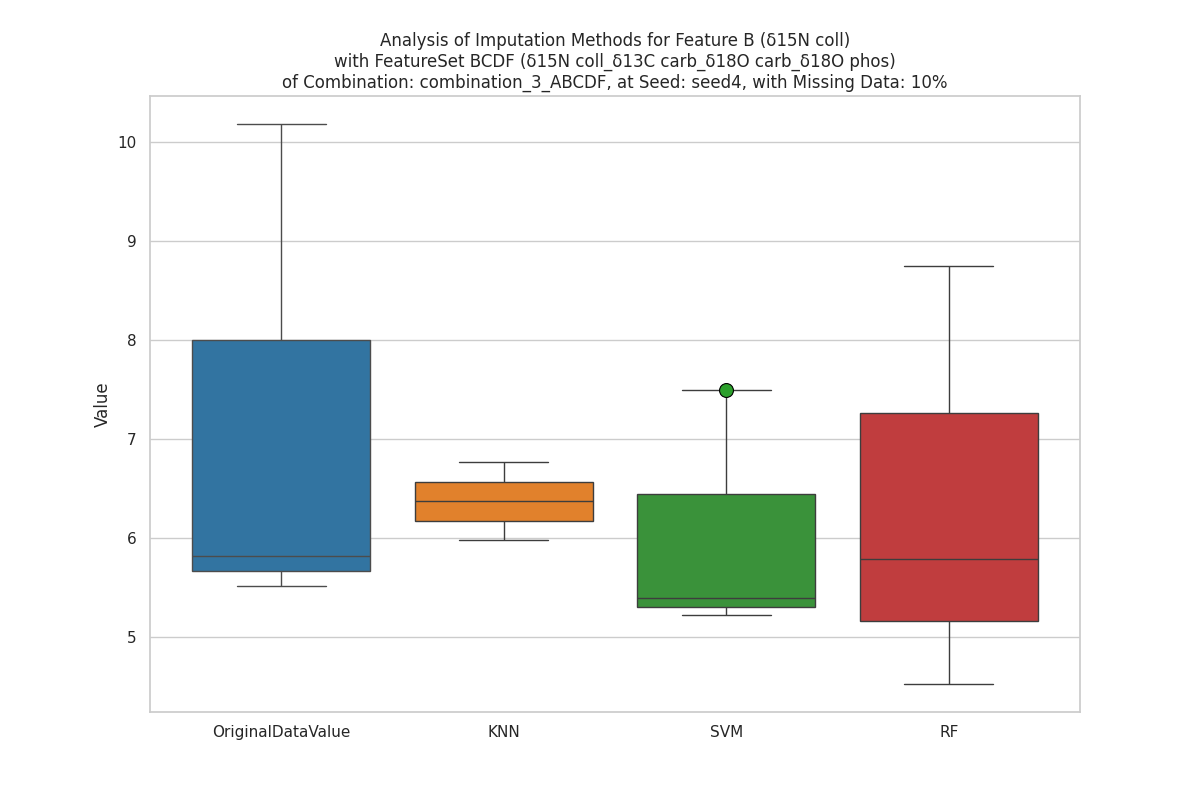 Analysis of Imputation Methods for Feature B (δ15N coll)
with FeatureSet BCDF (δ15N coll_δ13C carb_δ18O carb_δ18O phos)
of Combination: combination_3_ABCDF, at Seed: seed4, with Missing Data: 10%
10
9
8
7
6
5
Value
OriginalDataValue
KNN
SVM
RF